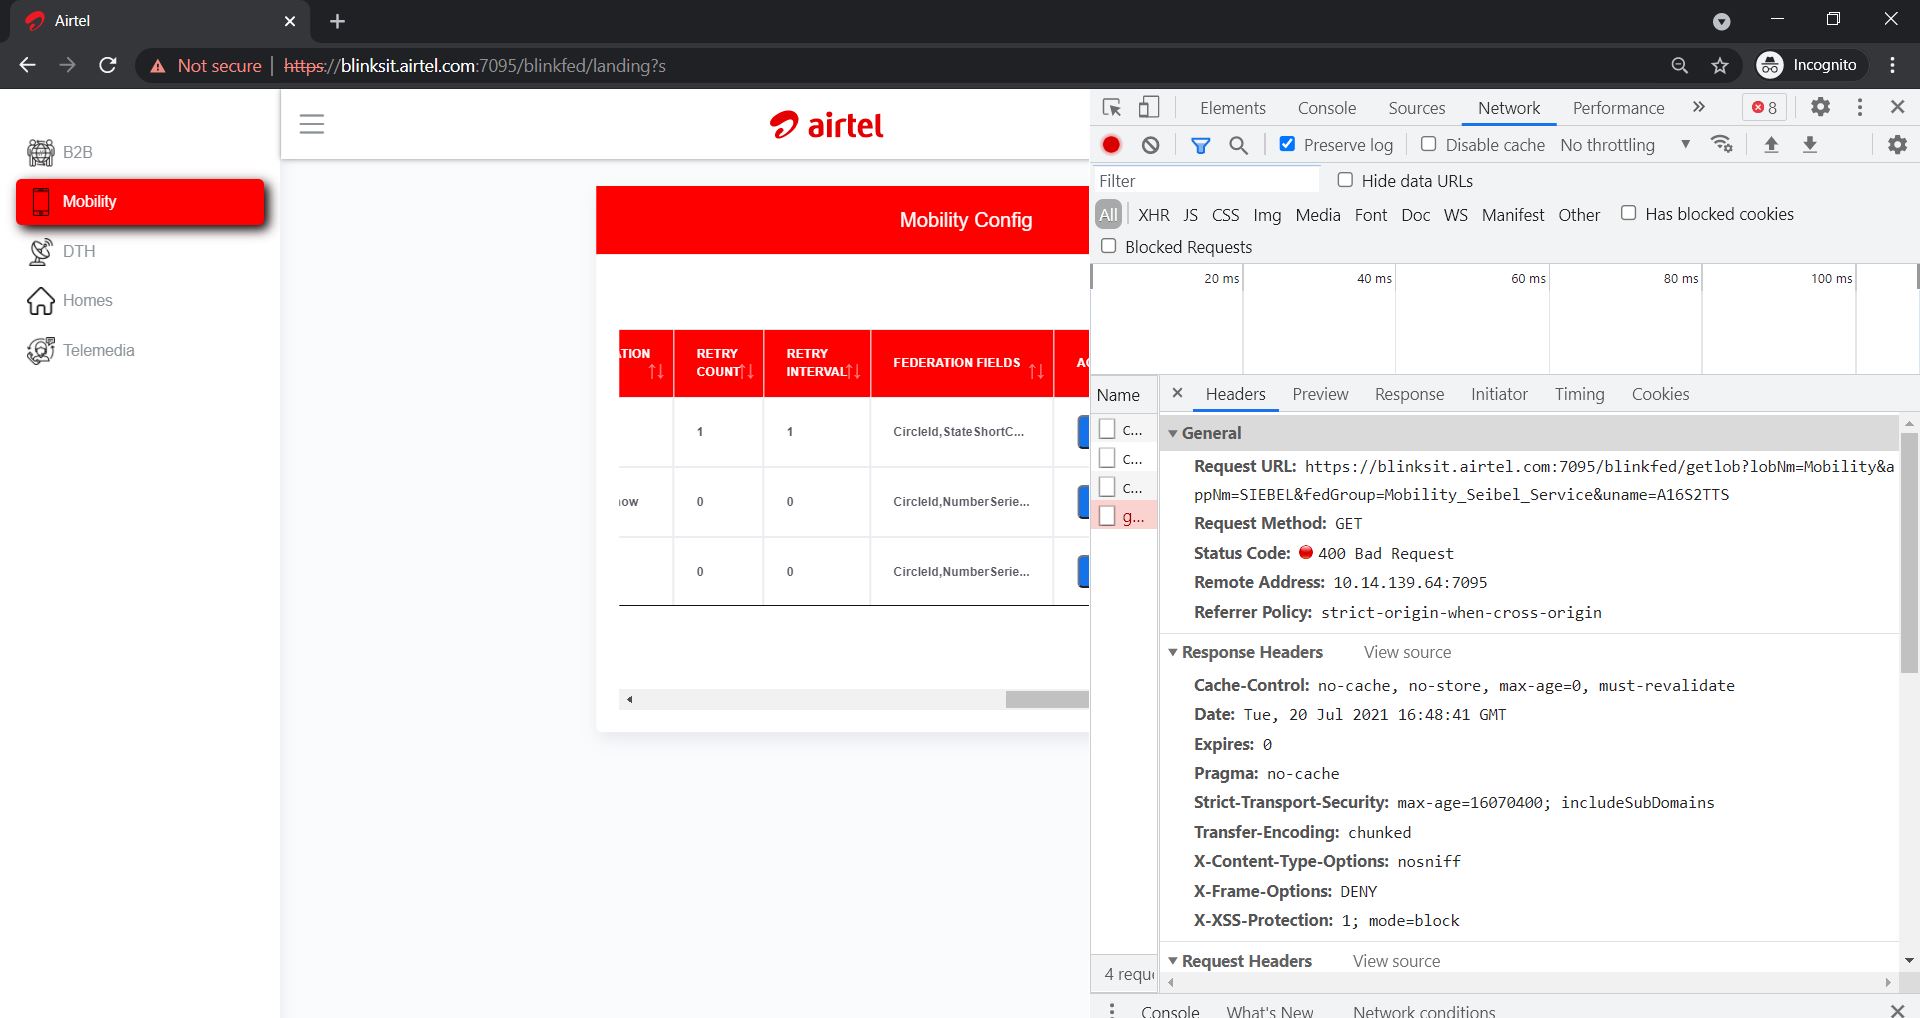 Airtel
Not secure
https://blinksit.airtel.com:7095/blinkfed/landing?s
Incognito
B2B
Mobility
DTH
Homes
Telemedia
airtel
Mobility Config
RETRY COUNT
RETRY INTERVAL
FEDERATION FIELDS
1
1
CircleId,StateShortC...
0
0
CircleId,NumberSerie...
0
0
CircleId,NumberSerie...
Elements Console Sources Network Performance
8
Preserve log
Disable cache
No throttling
Filter
Hide data URLs
All XHR JS CSS Img Media Font Doc WS Manifest Other
Has blocked cookies
Blocked Requests
20 ms 40 ms 60 ms 80 ms 100 ms
Name
c...
c...
c...
g...
4 requ
Headers Preview Response Initiator Timing Cookies
General
Request URL: https://blinksit.airtel.com:7095/blinkfed/getlob?lobNm=Mobility&a
ppNm=SIEBEL&fedGroup=Mobility_Seibel_Service&uname=A16S2TTS
Request Method: GET
Status Code: 400 Bad Request
Remote Address: 10.14.139.64:7095
Referrer Policy: strict-origin-when-cross-origin
Response Headers View source
Cache-Control: no-cache, no-store, max-age=0, must-revalidate
Date: Tue, 20 Jul 2021 16:48:41 GMT
Expires: 0
Pragma: no-cache
Strict-Transport-Security: max-age=16070400; includeSubDomains
Transfer-Encoding: chunked
X-Content-Type-Options: nosniff
X-Frame-Options: DENY
X-XSS-Protection: 1; mode=block
Request Headers View source
Console What's New Network conditions